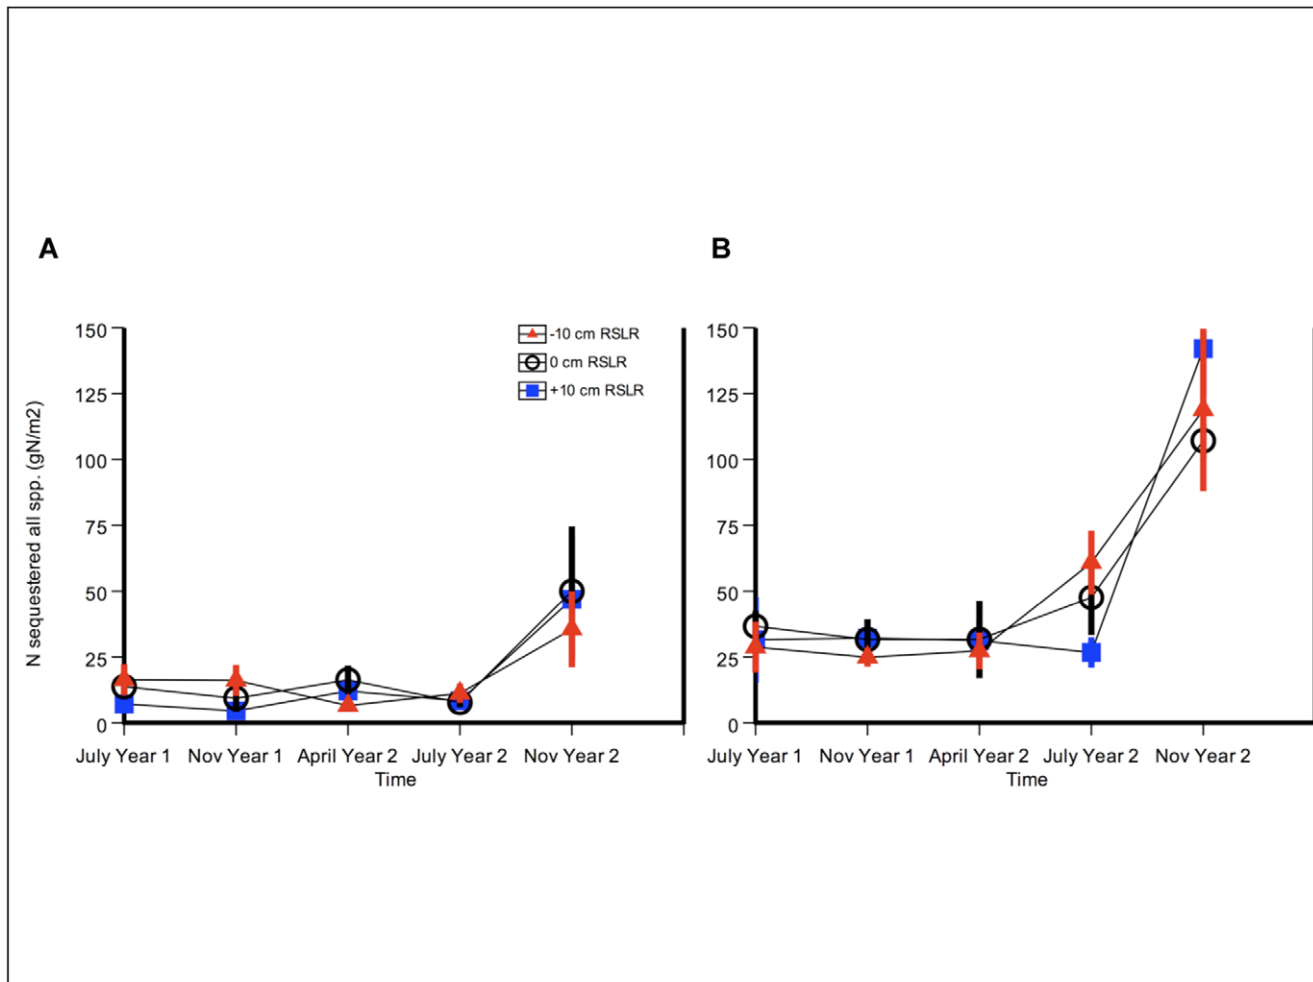 A
B
N sequestered all spp. (gN/m2)
150
125
100
75
50
25
0
-10 cm RSLR
0 cm RSLR
+10 cm RSLR
July Year 1 Nov Year 1 April Year 2 July Year 2 Nov Year 2
Time
150
125
100
75
50
25
0
July Year 1 Nov Year 1 April Year 2 July Year 2 Nov Year 2
Time